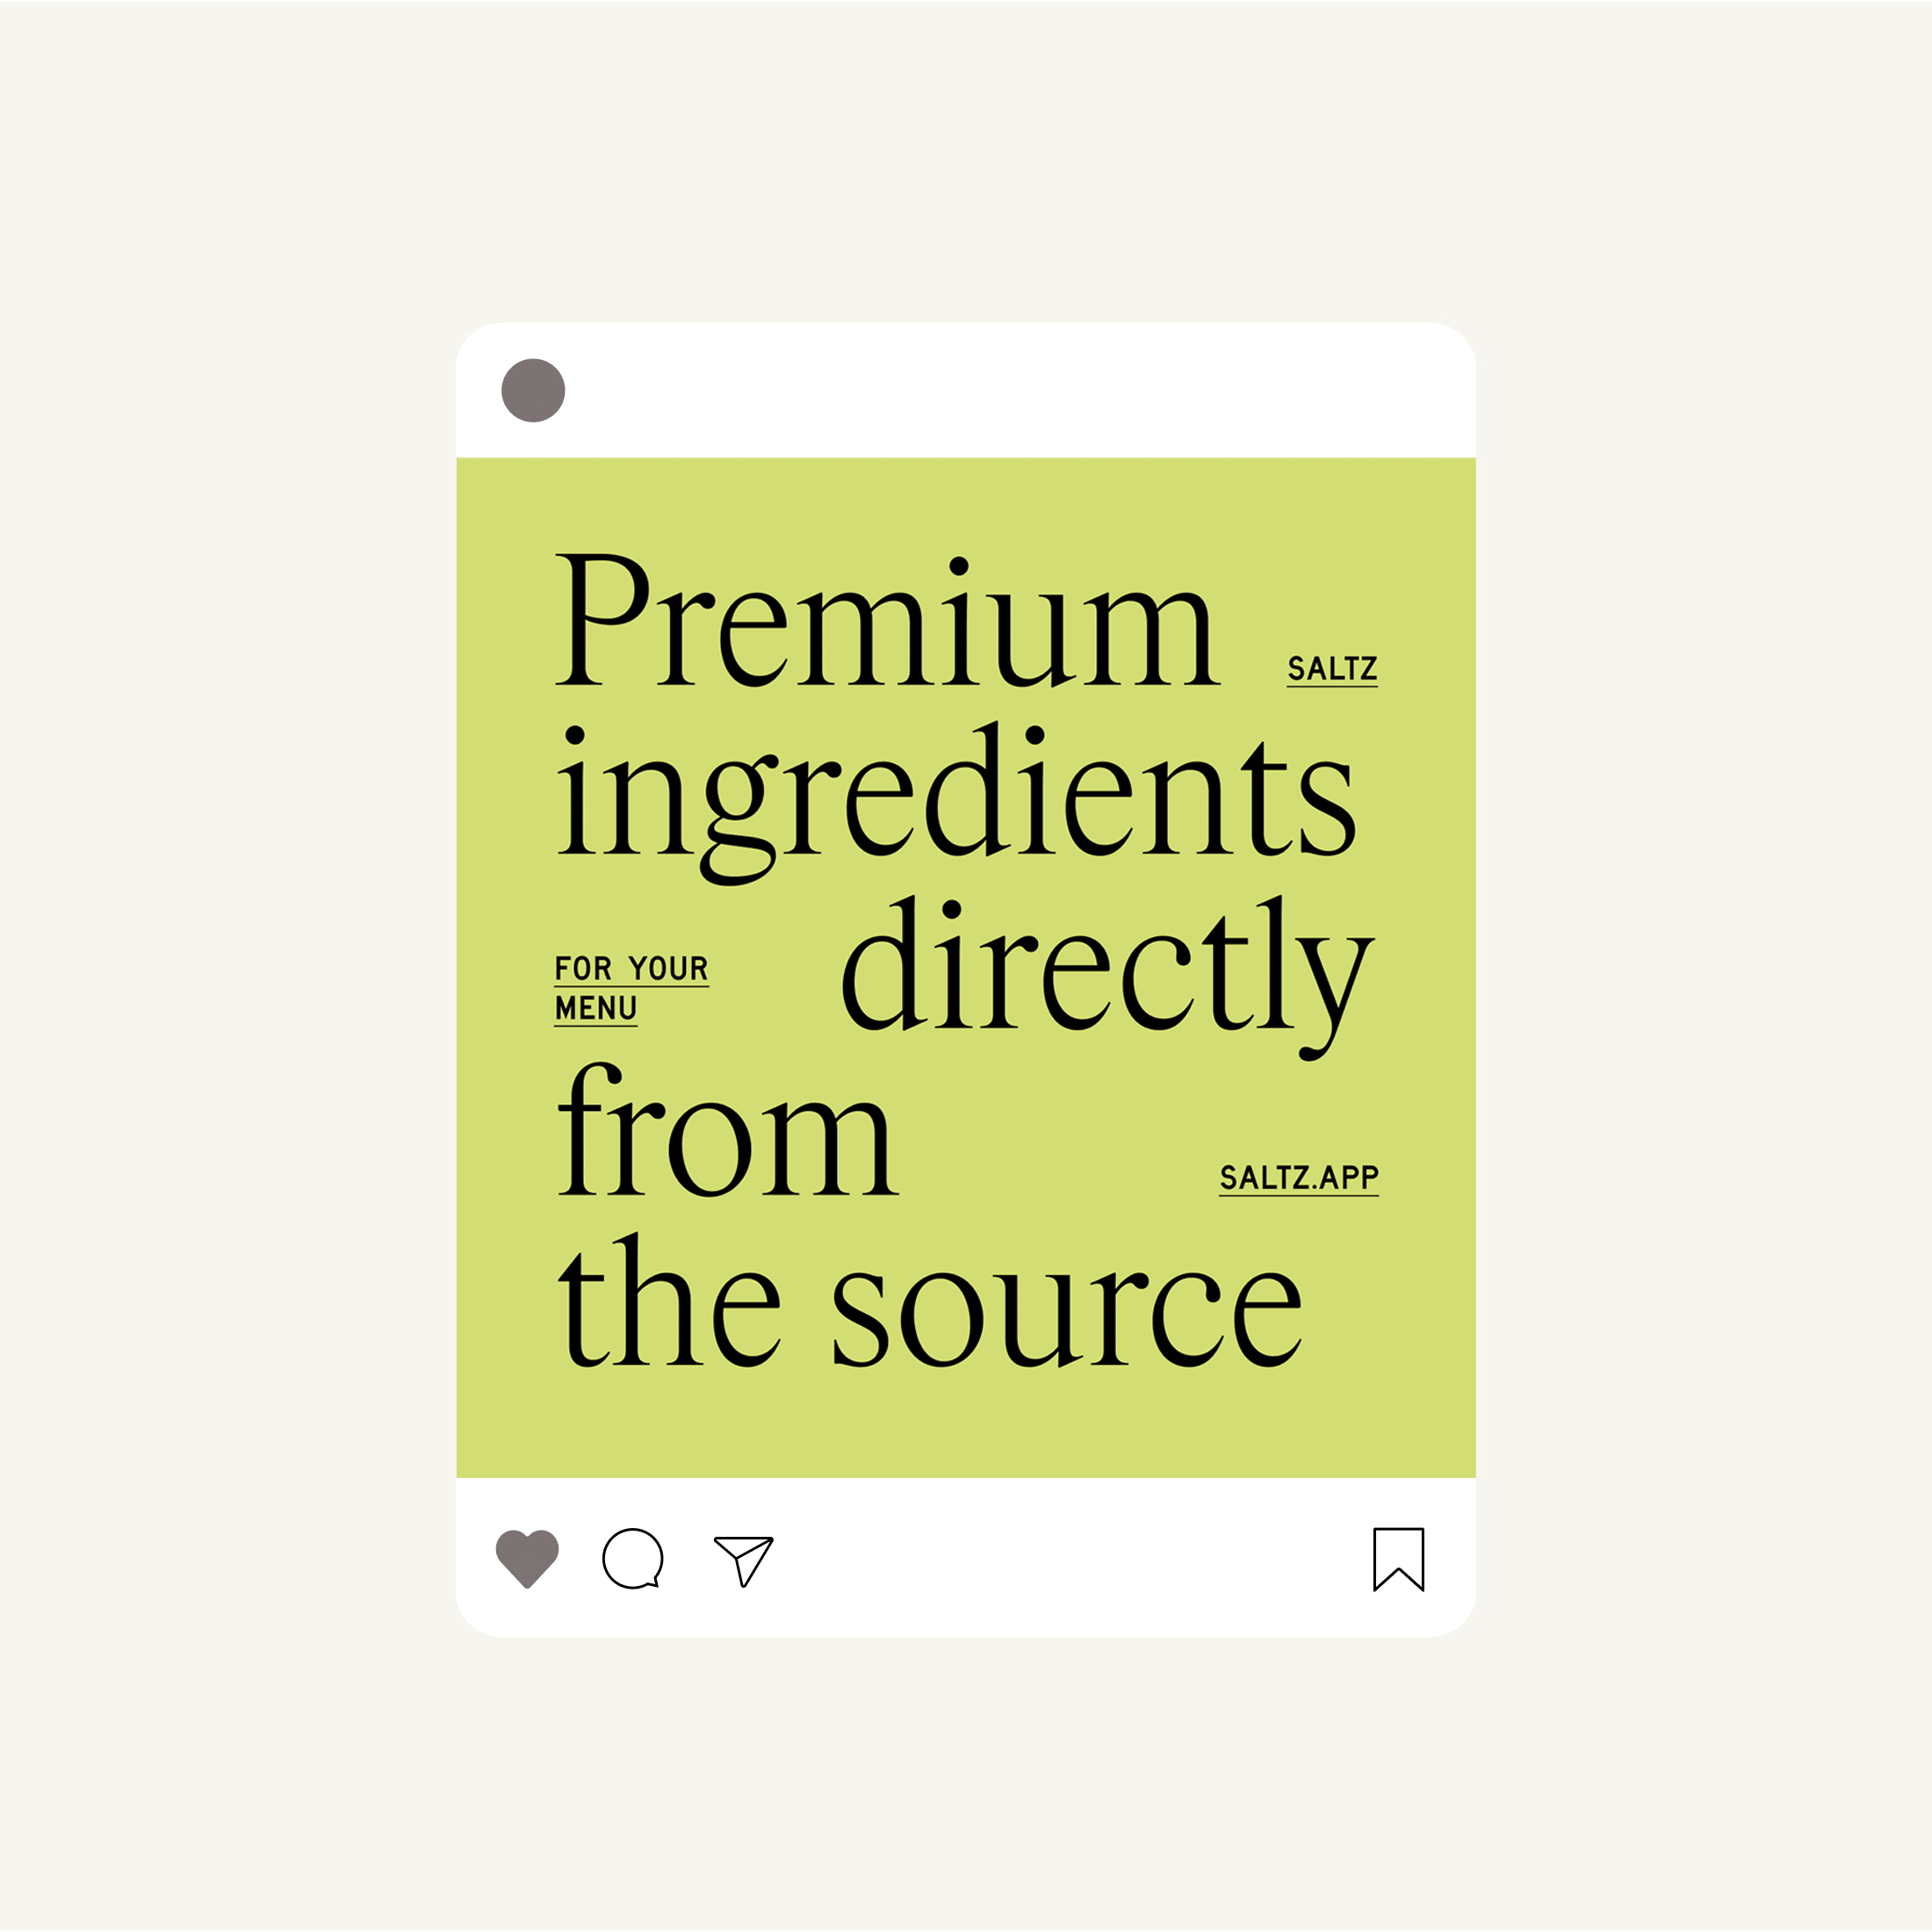 Premium
SALTZ
ingredients
FOR YOUR
MENU
directly
from
SALTZ.APP
the source